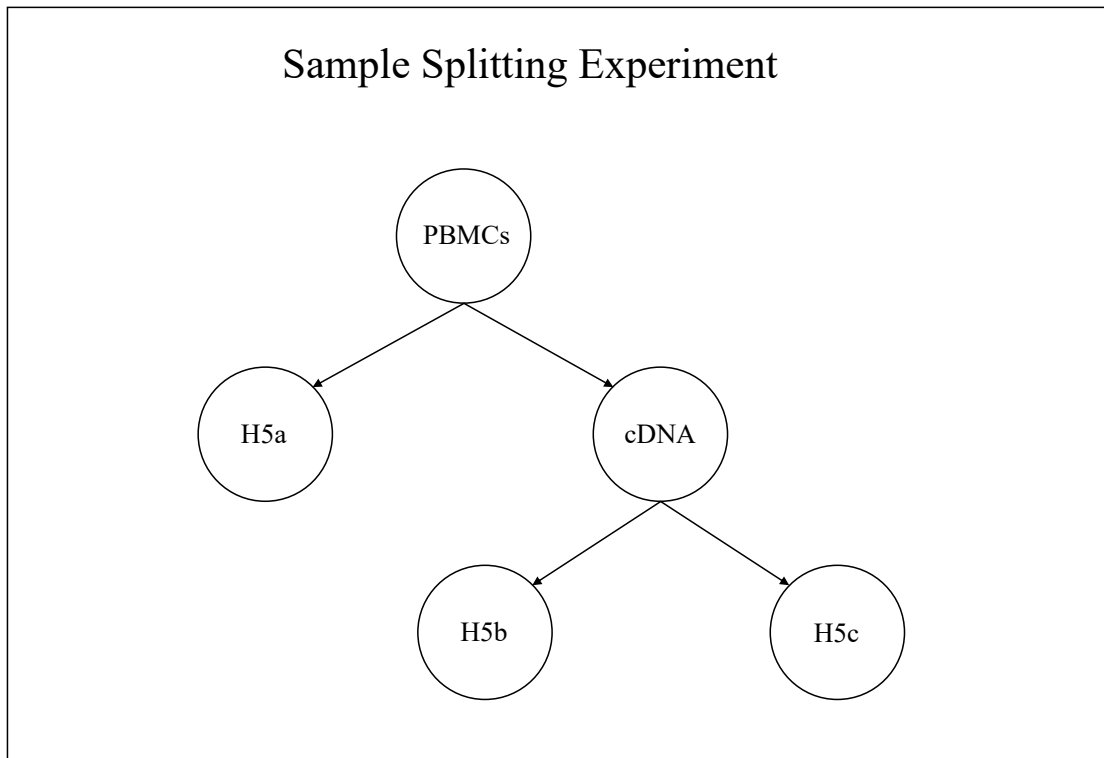 Sample Splitting Experiment
PBMCs
H5a
cDNA
H5b
H5c